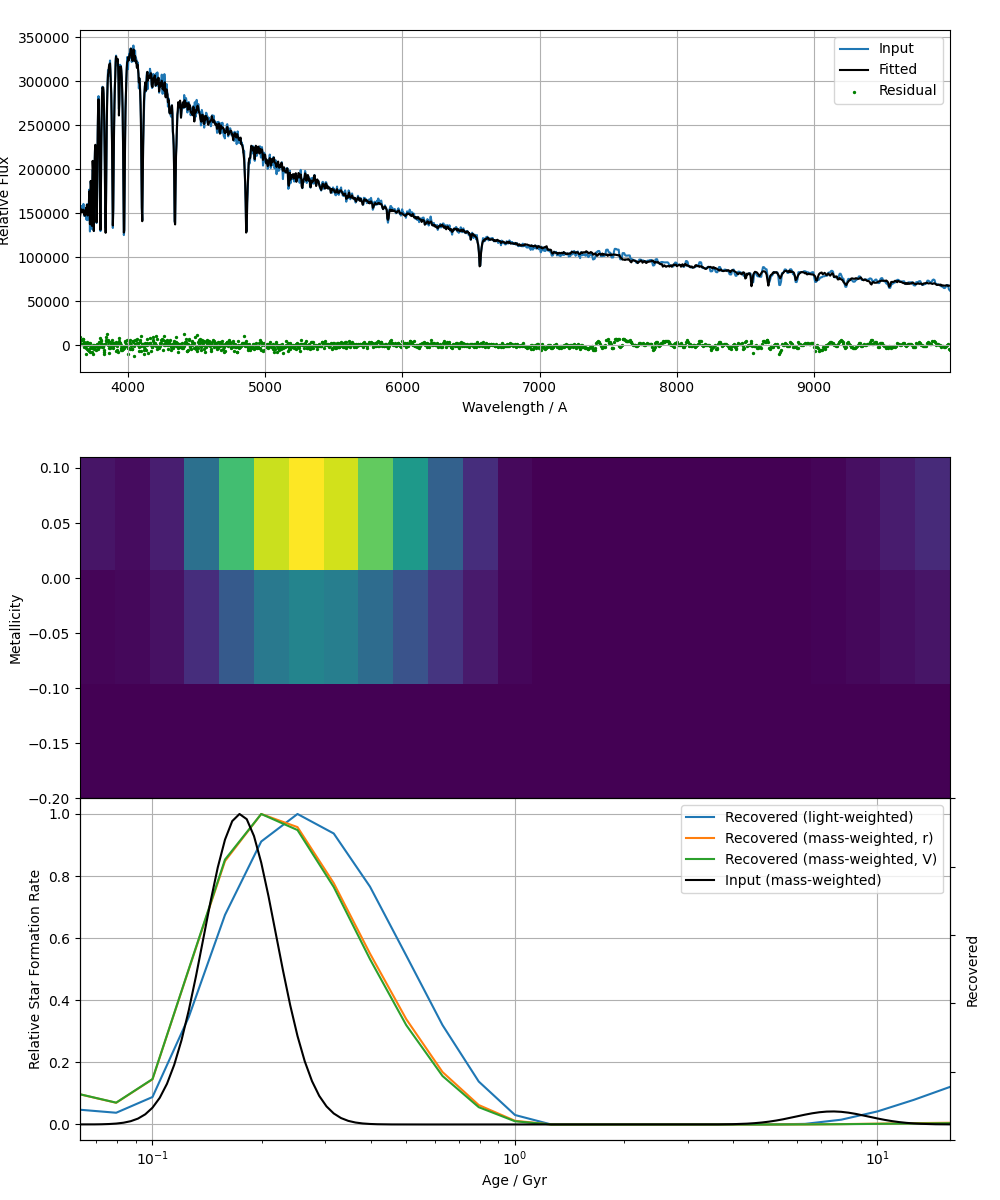 350000
300000
250000
200000
150000
100000
50000
0
Relative Flux
Input
Fitted
Residual
4000
5000
6000
7000
8000
9000
Wavelength / A
0.10
0.05
0.00
−0.05
−0.10
−0.15
−0.20
Metallicity
1.0
0.8
0.6
0.4
0.2
0.0
Relative Star Formation Rate
Recovered (light-weighted)
Recovered (mass-weighted, r)
Recovered (mass-weighted, V)
Input (mass-weighted)
Recovered
10⁻¹
10⁰
10¹
Age / Gyr